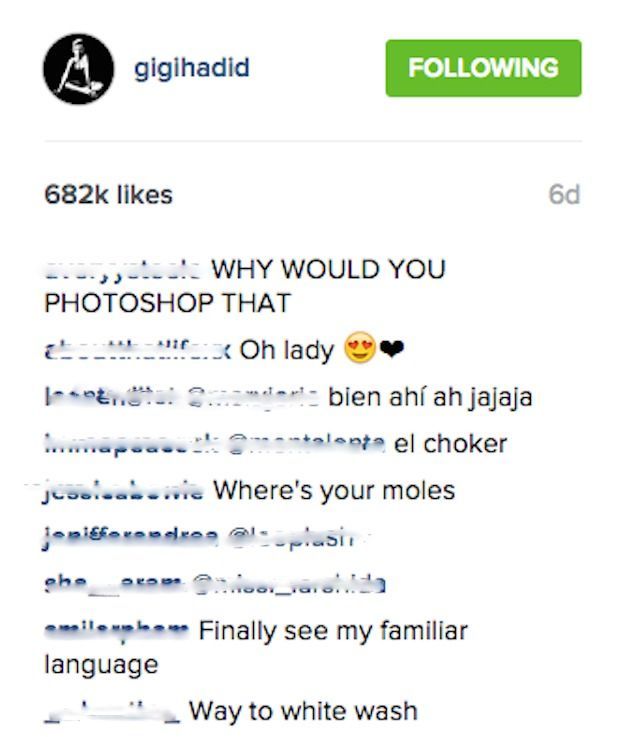 gigihadid
FOLLOWING
682k likes
6d
WHY WOULD YOU
PHOTOSHOP THAT
Oh lady 😍❤
bien ahí ah jajaja
el choker
Where's your moles
Finally see my familiar
language
Way to white wash